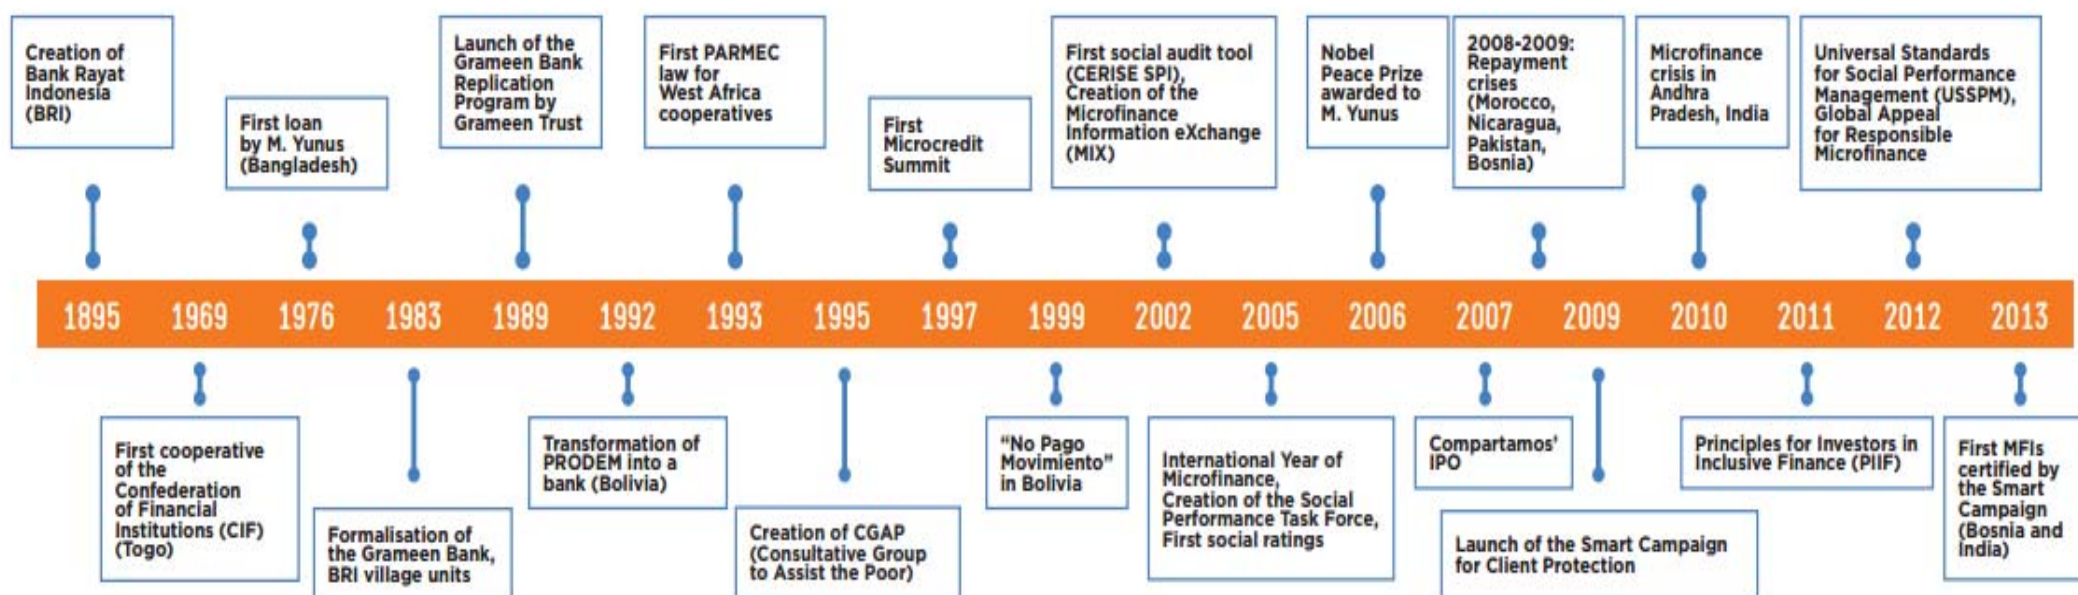 Creation of
Bank Rayat
Indonesia
(BRI)
First loan
by M. Yunus
(Bangladesh)
Launch of the
Grameen Bank
Replication
Program by
Grameen Trust
First PARMEC
law for
West Africa
cooperatives
First
Microcredit
Summit
First social audit tool
(CERISE SPI),
Creation of the
Microfinance
Information eXchange
(MIX)
Nobel
Peace Prize
awarded to
M. Yunus
2008-2009:
Repayment
crises
(Morocco,
Nicaragua,
Pakistan,
Bosnia)
Microfinance
crisis in
Andhra
Pradesh, India
Universal Standards
for Social Performance
Management (USSPM),
Global Appeal
for Responsible
Microfinance
1895 1969 1976 1983 1989 1992 1993 1995 1997 1999 2002 2005 2006 2007 2009 2010 2011 2012 2013
First cooperative
of the
Confederation
of Financial
Institutions (CIF)
(Togo)
Formalisation of
the Grameen Bank,
BRI village units
Transformation of
PRODEM into a
bank (Bolivia)
Creation of CGAP
(Consultative Group
to Assist the Poor)
“No Pago
Movimiento”
in Bolivia
International Year of
Microfinance,
Creation of the Social
Performance Task Force,
First social ratings
Compartamos’
IPO
Launch of the Smart Campaign
for Client Protection
Principles for Investors in
Inclusive Finance (PIIF)
First MFIs
certified by
the Smart
Campaign
(Bosnia and
India)